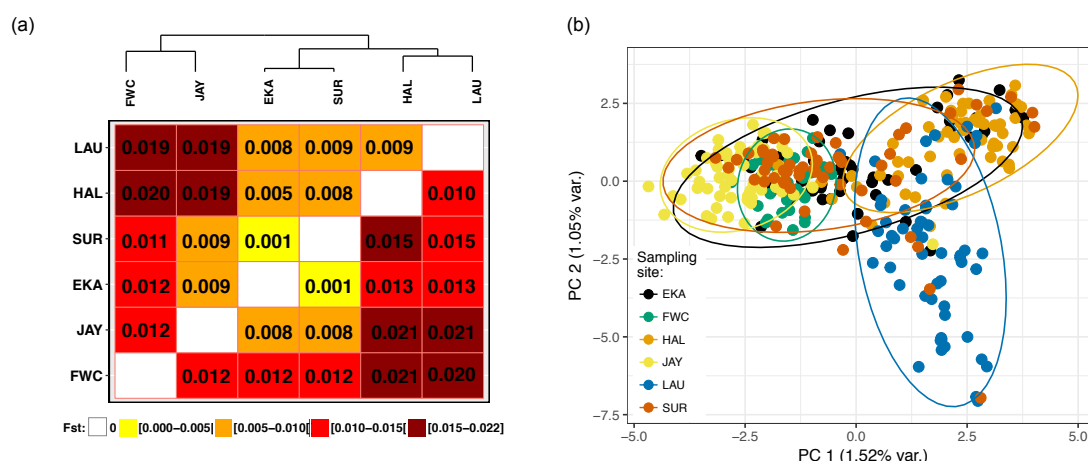 (a)
(b)
FWC JAY EKA SUR HAL LAU
LAU 0.019 0.019 0.008 0.009 0.009
HAL 0.020 0.019 0.005 0.008 0.010
SUR 0.011 0.009 0.001 0.015 0.015
EKA 0.012 0.009 0.001 0.013 0.013
JAY 0.012 0.008 0.008 0.021 0.021
FWC 0.012 0.012 0.012 0.021 0.020
Fst: 0 [0.000−0.005[ [0.005−0.010[ [0.010−0.015[ [0.015−0.022]
PC 2 (1.05% var.)
2.5
0.0
−2.5
−5.0
−7.5
Sampling
site:
EKA
FWC
HAL
JAY
LAU
SUR
−5.0 −2.5 0.0 2.5 5.0
PC 1 (1.52% var.)